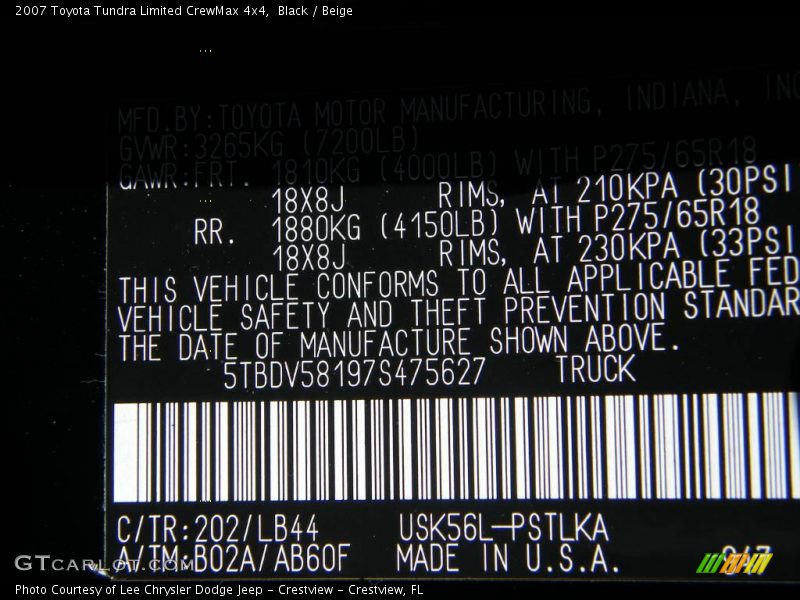 2007 Toyota Tundra Limited CrewMax 4x4,  Black / Beige
MFD.BY:TOYOTA MOTOR MANUFACTURING, INDIANA, INC
GVWR:3265KG (7200LB)
GAWR:FRT. 1810KG (4000LB) WITH P275/65R18
18X8J RIMS, AT 210KPA (30PSI
RR. 1880KG (4150LB) WITH P275/65R18
18X8J RIMS, AT 230KPA (33PSI
THIS VEHICLE CONFORMS TO ALL APPLICABLE FED
VEHICLE SAFETY AND THEFT PREVENTION STANDAR
THE DATE OF MANUFACTURE SHOWN ABOVE.
5TBDV58197S475627 TRUCK
C/TR:202/LB44 USK56L-PSTLKA
A/TM:B02A/AB60F MADE IN U.S.A.
GTcarlot.com
Photo Courtesy of Lee Chrysler Dodge Jeep - Crestview - Crestview, FL